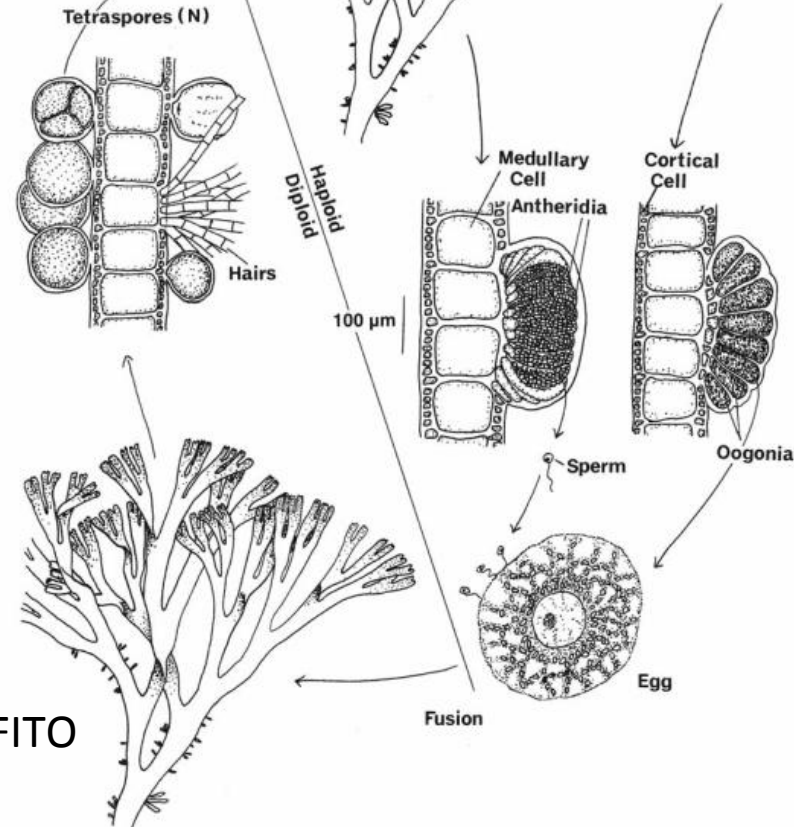 Tetraspores (N)
Haploid
Diploid
Hairs
100 µm
Medullary
Cell
Antheridia
Cortical
Cell
Sperm
Oogonia
Egg
Fusion
FITO